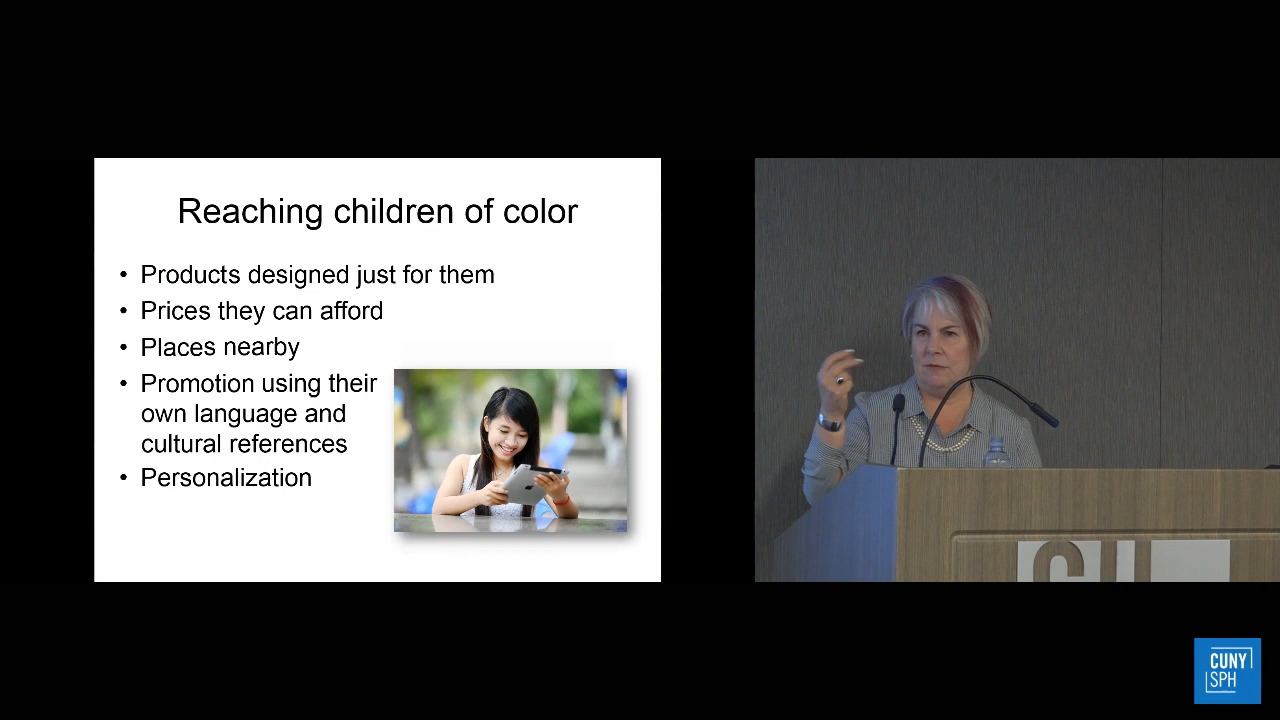 Reaching children of color
• Products designed just for them
• Prices they can afford
• Places nearby
• Promotion using their
own language and
cultural references
• Personalization
CUNY
SPH